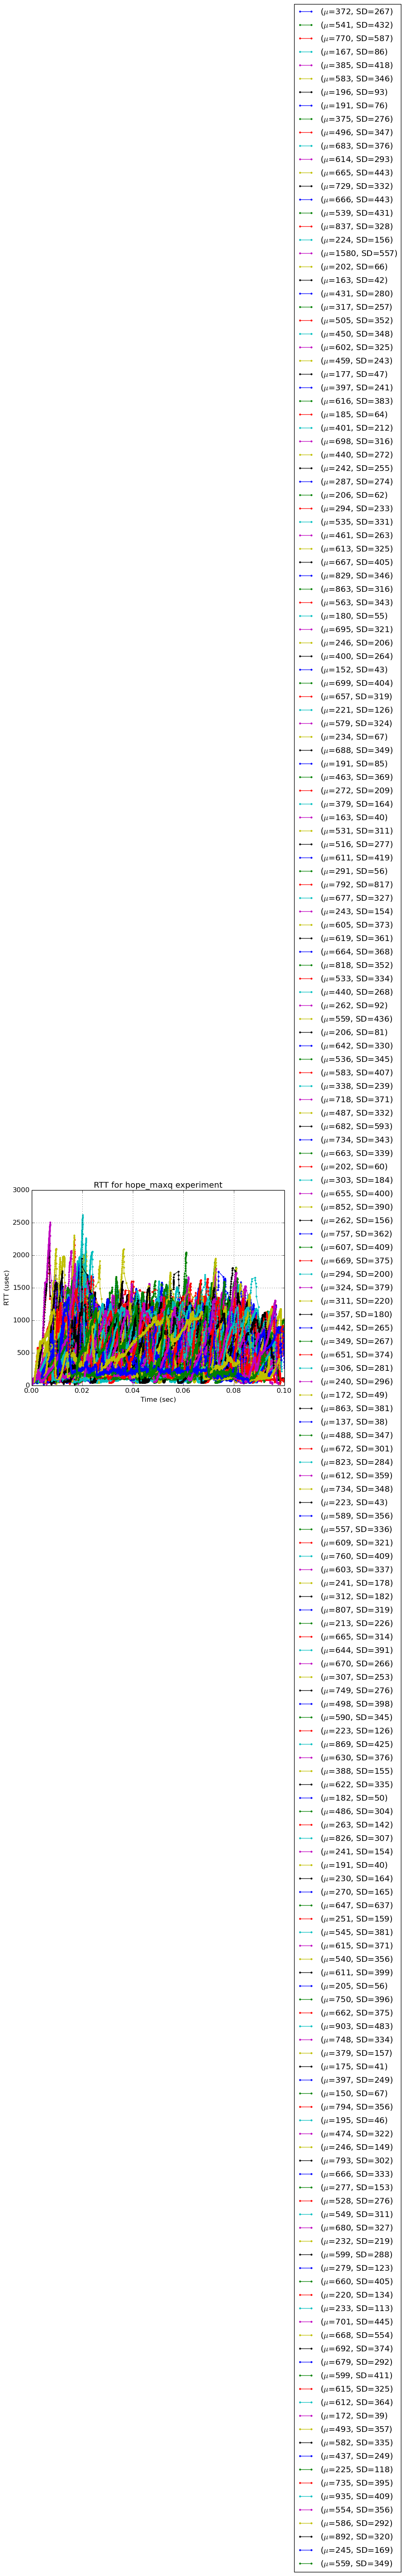 RTT for hope_maxq experiment
RTT (usec)
3000
2500
2000
1500
1000
500
0
0.00 0.02 0.04 0.06 0.08 0.10
Time (sec)
(μ=372, SD=267)
(μ=541, SD=432)
(μ=770, SD=587)
(μ=167, SD=86)
(μ=385, SD=418)
(μ=583, SD=346)
(μ=196, SD=93)
(μ=191, SD=76)
(μ=375, SD=276)
(μ=496, SD=347)
(μ=683, SD=376)
(μ=614, SD=293)
(μ=665, SD=443)
(μ=729, SD=332)
(μ=666, SD=443)
(μ=539, SD=431)
(μ=837, SD=328)
(μ=224, SD=156)
(μ=1580, SD=557)
(μ=202, SD=66)
(μ=163, SD=42)
(μ=431, SD=280)
(μ=317, SD=257)
(μ=505, SD=352)
(μ=450, SD=348)
(μ=602, SD=325)
(μ=459, SD=243)
(μ=177, SD=47)
(μ=397, SD=241)
(μ=616, SD=383)
(μ=185, SD=64)
(μ=401, SD=212)
(μ=698, SD=316)
(μ=440, SD=272)
(μ=242, SD=255)
(μ=287, SD=274)
(μ=206, SD=62)
(μ=294, SD=233)
(μ=535, SD=331)
(μ=461, SD=263)
(μ=613, SD=325)
(μ=667, SD=405)
(μ=829, SD=346)
(μ=863, SD=316)
(μ=563, SD=343)
(μ=180, SD=55)
(μ=695, SD=321)
(μ=246, SD=206)
(μ=400, SD=264)
(μ=152, SD=43)
(μ=699, SD=404)
(μ=657, SD=319)
(μ=221, SD=126)
(μ=579, SD=324)
(μ=234, SD=67)
(μ=688, SD=349)
(μ=191, SD=85)
(μ=463, SD=369)
(μ=272, SD=209)
(μ=379, SD=164)
(μ=163, SD=40)
(μ=531, SD=311)
(μ=516, SD=277)
(μ=611, SD=419)
(μ=291, SD=56)
(μ=792, SD=817)
(μ=677, SD=327)
(μ=243, SD=154)
(μ=605, SD=373)
(μ=619, SD=361)
(μ=664, SD=368)
(μ=818, SD=352)
(μ=533, SD=334)
(μ=440, SD=268)
(μ=262, SD=92)
(μ=559, SD=436)
(μ=206, SD=81)
(μ=642, SD=330)
(μ=536, SD=345)
(μ=583, SD=407)
(μ=338, SD=239)
(μ=718, SD=371)
(μ=487, SD=332)
(μ=682, SD=593)
(μ=734, SD=343)
(μ=663, SD=339)
(μ=202, SD=60)
(μ=303, SD=184)
(μ=655, SD=400)
(μ=852, SD=390)
(μ=262, SD=156)
(μ=757, SD=362)
(μ=607, SD=409)
(μ=669, SD=375)
(μ=294, SD=200)
(μ=324, SD=379)
(μ=311, SD=220)
(μ=357, SD=180)
(μ=442, SD=265)
(μ=349, SD=267)
(μ=651, SD=374)
(μ=306, SD=281)
(μ=240, SD=296)
(μ=172, SD=49)
(μ=863, SD=381)
(μ=137, SD=38)
(μ=488, SD=347)
(μ=672, SD=301)
(μ=823, SD=284)
(μ=612, SD=359)
(μ=734, SD=348)
(μ=223, SD=43)
(μ=589, SD=356)
(μ=557, SD=336)
(μ=609, SD=321)
(μ=760, SD=409)
(μ=603, SD=337)
(μ=241, SD=178)
(μ=312, SD=182)
(μ=807, SD=319)
(μ=213, SD=226)
(μ=665, SD=314)
(μ=644, SD=391)
(μ=670, SD=266)
(μ=307, SD=253)
(μ=749, SD=276)
(μ=498, SD=398)
(μ=590, SD=345)
(μ=223, SD=126)
(μ=869, SD=425)
(μ=630, SD=376)
(μ=388, SD=155)
(μ=622, SD=335)
(μ=182, SD=50)
(μ=486, SD=304)
(μ=263, SD=142)
(μ=826, SD=307)
(μ=241, SD=154)
(μ=191, SD=40)
(μ=230, SD=164)
(μ=270, SD=165)
(μ=647, SD=637)
(μ=251, SD=159)
(μ=545, SD=381)
(μ=615, SD=371)
(μ=540, SD=356)
(μ=611, SD=399)
(μ=205, SD=56)
(μ=750, SD=396)
(μ=662, SD=375)
(μ=903, SD=483)
(μ=748, SD=334)
(μ=379, SD=157)
(μ=175, SD=41)
(μ=397, SD=249)
(μ=150, SD=67)
(μ=794, SD=356)
(μ=195, SD=46)
(μ=474, SD=322)
(μ=246, SD=149)
(μ=793, SD=302)
(μ=666, SD=333)
(μ=277, SD=153)
(μ=528, SD=276)
(μ=549, SD=311)
(μ=680, SD=327)
(μ=232, SD=219)
(μ=599, SD=288)
(μ=279, SD=123)
(μ=660, SD=405)
(μ=220, SD=134)
(μ=233, SD=113)
(μ=701, SD=445)
(μ=668, SD=554)
(μ=692, SD=374)
(μ=679, SD=292)
(μ=599, SD=411)
(μ=615, SD=325)
(μ=612, SD=364)
(μ=172, SD=39)
(μ=493, SD=357)
(μ=582, SD=335)
(μ=437, SD=249)
(μ=225, SD=118)
(μ=735, SD=395)
(μ=935, SD=409)
(μ=554, SD=356)
(μ=586, SD=292)
(μ=892, SD=320)
(μ=245, SD=169)
(μ=559, SD=349)